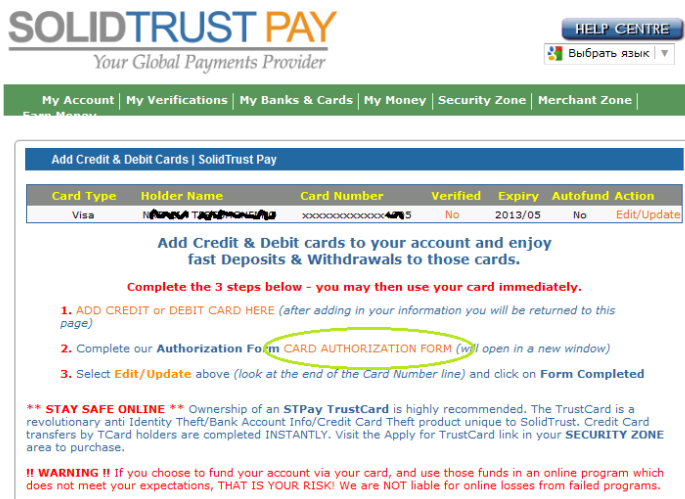 SOLIDTRUST PAY
Your Global Payments Provider
HELP CENTRE
Выбрать язык
My Account | My Verifications | My Banks & Cards | My Money | Security Zone | Merchant Zone |
Earn Money
Add Credit & Debit Cards | SolidTrust Pay
Card Type Holder Name Card Number Verified Expiry Autofund Action
Visa xxxxxxxxxxxx 5 No 2013/05 No Edit/Update
Add Credit & Debit cards to your account and enjoy
fast Deposits & Withdrawals to those cards.
Complete the 3 steps below - you may then use your card immediately.
1. ADD CREDIT or DEBIT CARD HERE (after adding in your information you will be returned to this
page)
2. Complete our Authorization Form CARD AUTHORIZATION FORM (will open in a new window)
3. Select Edit/Update above (look at the end of the Card Number line) and click on Form Completed
** STAY SAFE ONLINE ** Ownership of an STPay TrustCard is highly recommended. The TrustCard is a
revolutionary anti Identity Theft/Bank Account Info/Credit Card Theft product unique to SolidTrust. Credit Card
transfers by TCard holders are completed INSTANTLY. Visit the Apply for TrustCard link in your SECURITY ZONE
area to purchase.
!! WARNING !! If you choose to fund your account via your card, and use those funds in an online program which
does not meet your expectations, THAT IS YOUR RISK! We are NOT liable for online losses from failed programs.